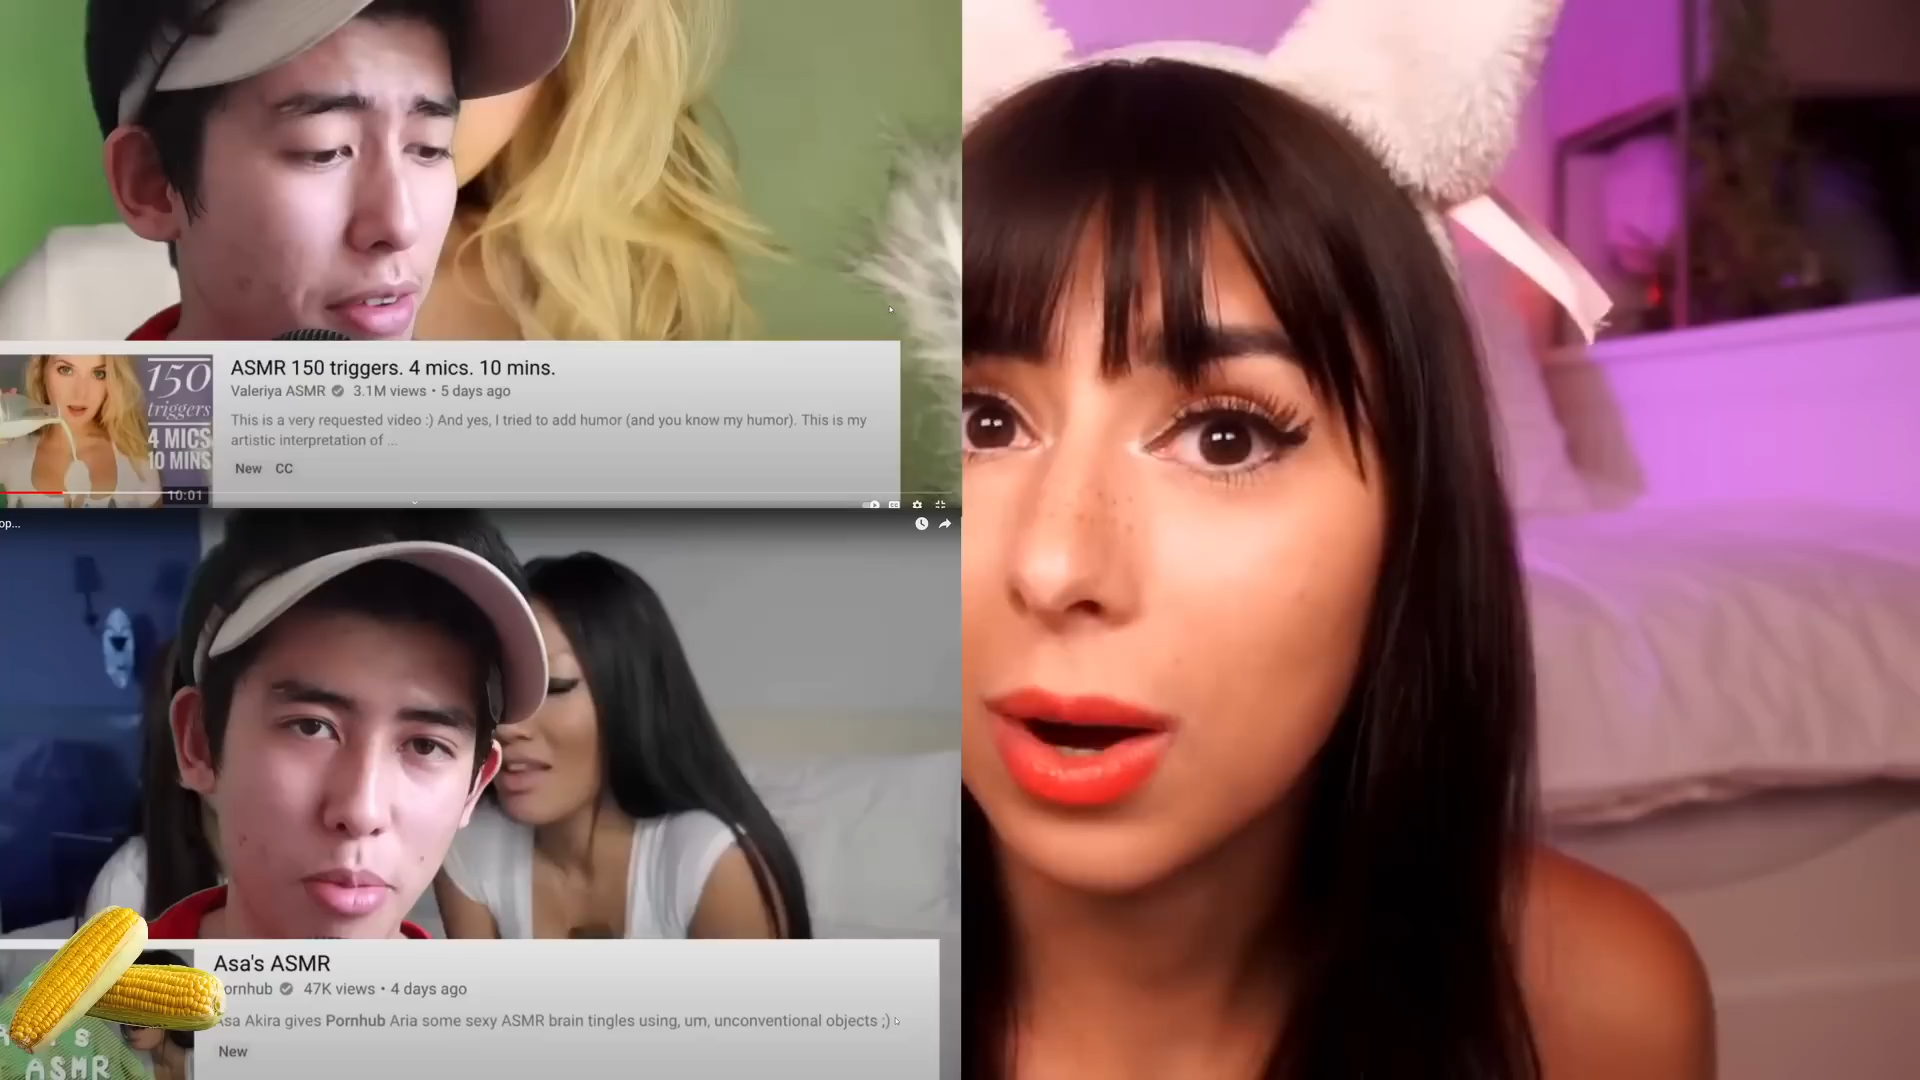 150
triggers
4 MICS
10 MINS
10:01
ASMR 150 triggers. 4 mics. 10 mins.
Valeriya ASMR 3.1M views • 5 days ago
This is a very requested video :) And yes, I tried to add humor (and you know my humor). This is my
artistic interpretation of ...
New CC
op...
Asa's ASMR
ornhub 47K views • 4 days ago
Asa Akira gives Pornhub Aria some sexy ASMR brain tingles using, um, unconventional objects ;)
New
ASMR